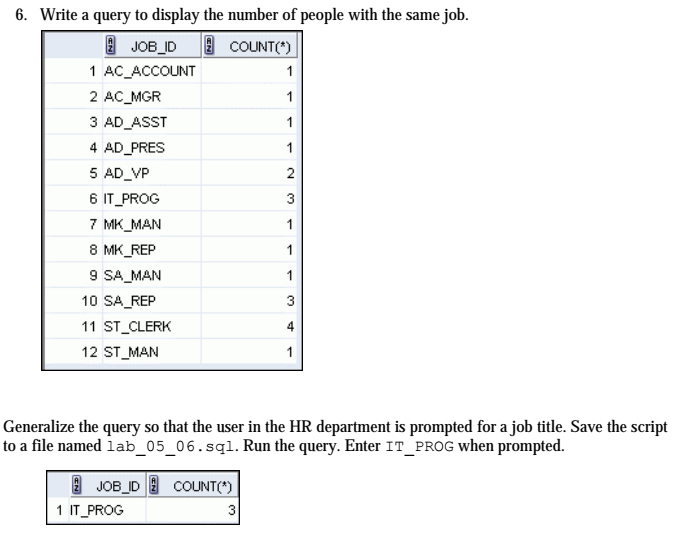 6. Write a query to display the number of people with the same job.
JOB_ID COUNT(*)
1 AC_ACCOUNT 1
2 AC_MGR 1
3 AD_ASST 1
4 AD_PRES 1
5 AD_VP 2
6 IT_PROG 3
7 MK_MAN 1
8 MK_REP 1
9 SA_MAN 1
10 SA_REP 3
11 ST_CLERK 4
12 ST_MAN 1
Generalize the query so that the user in the HR department is prompted for a job title. Save the script
to a file named lab_05_06.sql. Run the query. Enter IT_PROG when prompted.
JOB_ID COUNT(*)
1 IT_PROG 3